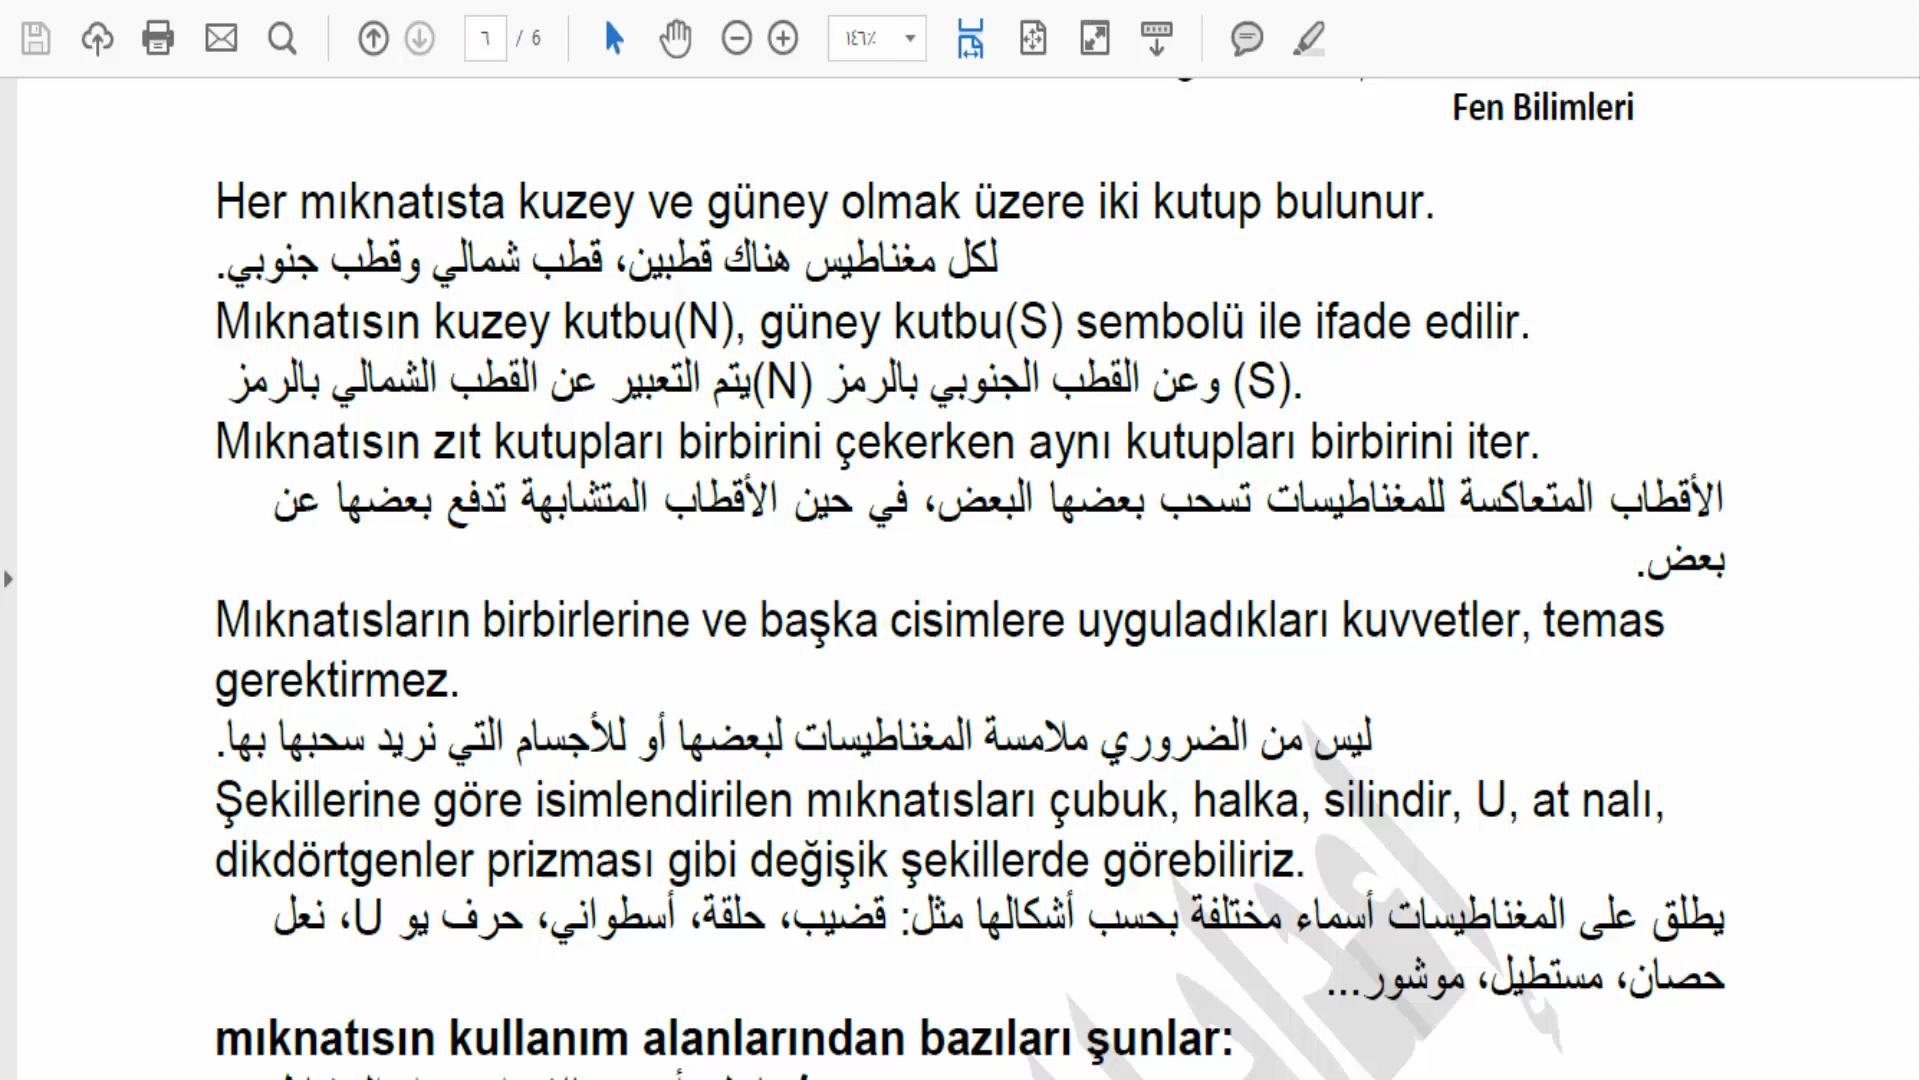 ٦ / 6
١٤٦٪
Fen Bilimleri
Her mıknatısta kuzey ve güney olmak üzere iki kutup bulunur.
لكل مغناطيس هناك قطبين، قطب شمالي وقطب جنوبي.
Mıknatısın kuzey kutbu(N), güney kutbu(S) sembolü ile ifade edilir.
يتم التعبير عن القطب الشمالي بالرمز (N) وعن القطب الجنوبي بالرمز (S).
Mıknatısın zıt kutupları birbirini çekerken aynı kutupları birbirini iter.
الأقطاب المتعاكسة للمغناطيسات تسحب بعضها البعض، في حين الأقطاب المتشابهة تدفع بعضها عن
بعض.
Mıknatısların birbirlerine ve başka cisimlere uyguladıkları kuvvetler, temas
gerektirmez.
ليس من الضروري ملامسة المغناطيسات لبعضها أو للأجسام التي نريد سحبها بها.
Şekillerine göre isimlendirilen mıknatısları çubuk, halka, silindir, U, at nalı,
dikdörtgenler prizması gibi değişik şekillerde görebiliriz.
يطلق على المغناطيسات أسماء مختلفة بحسب أشكالها مثل: قضيب، حلقة، أسطواني، حرف يو U، نعل
حصان، مستطيل، موشور...
mıknatısın kullanım alanlarından bazıları şunlar: